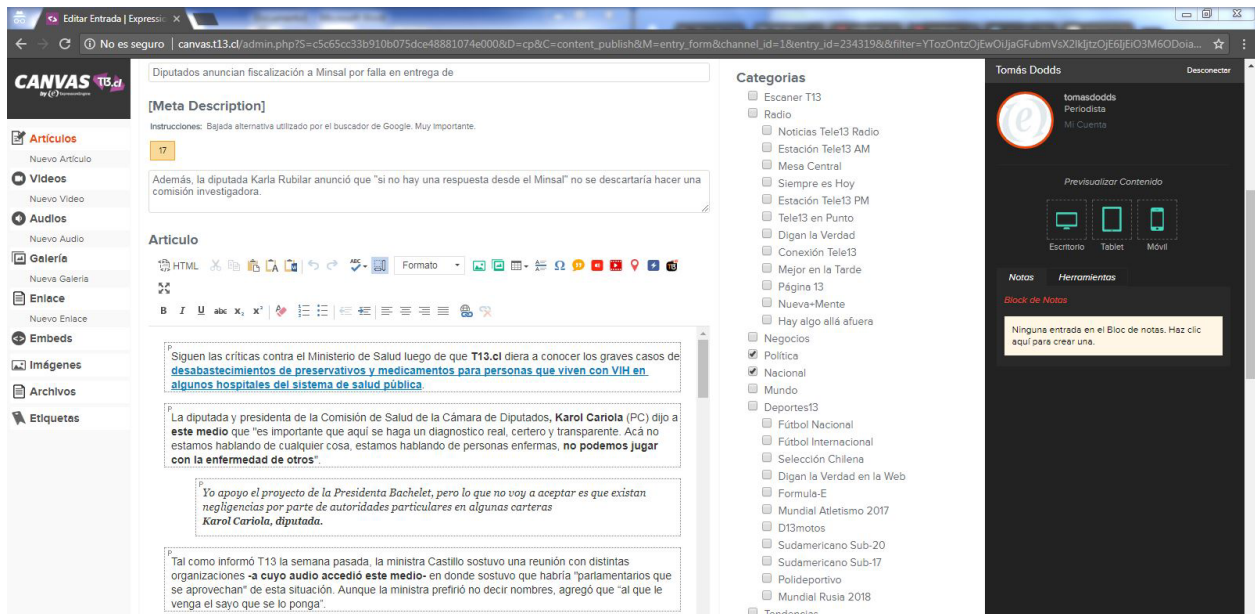 Editar Entrada | Expressio
No es seguro | canvas.t13.cl/admin.php?S=c5c65cc33b910b075dce48881074e000&D=cp&C=content_publish&M=entry_form&channel_id=1&entry_id=234319&
CANVAS T13.cl
Artículos
Nuevo Artículo
Videos
Nuevo Video
Audios
Nuevo Audio
Galería
Nueva Galeria
Enlace
Nuevo Enlace
Embeds
Imágenes
Archivos
Etiquetas
Diputados anuncian fiscalización a Minsal por falla en entrega de
[Meta Description]
Instrucciones: Bajada alternativa utilizado por el buscador de Google. Muy Importante.
17
Además, la diputada Karla Rubilar anunció que "si no hay una respuesta desde el Minsal" no se descartaría hacer una
comisión investigadora.
Articulo
HTML
Formato
B I U abc x₂ x²
P
Siguen las críticas contra el Ministerio de Salud luego de que T13.cl diera a conocer los graves casos de
desabastecimientos de preservativos y medicamentos para personas que viven con VIH en
algunos hospitales del sistema de salud pública.
P
La diputada y presidenta de la Comisión de Salud de la Cámara de Diputados, Karol Cariola (PC) dijo a
este medio que "es importante que aquí se haga un diagnostico real, certero y transparente. Acá no
estamos hablando de cualquier cosa, estamos hablando de personas enfermas, no podemos jugar
con la enfermedad de otros".
P
Yo apoyo el proyecto de la Presidenta Bachelet, pero lo que no voy a aceptar es que existan
negligencias por parte de autoridades particulares en algunas carteras
Karol Cariola, diputada.
P
Tal como informó T13 la semana pasada, la ministra Castillo sostuvo una reunión con distintas
organizaciones -a cuyo audio accedió este medio- en donde sostuvo que habría "parlamentarios que
se aprovechan" de esta situación. Aunque la ministra prefirió no decir nombres, agregó que "al que le
venga el sayo que se lo ponga".
Categorias
Escaner T13
Radio
Noticias Tele13 Radio
Estación Tele13 AM
Mesa Central
Siempre es Hoy
Estación Tele13 PM
Tele13 en Punto
Digan la Verdad
Conexión Tele13
Mejor en la Tarde
Página 13
Nueva+Mente
Hay algo allá afuera
Negocios
Política
Nacional
Mundo
Deportes13
Fútbol Nacional
Fútbol Internacional
Selección Chilena
Digan la Verdad en la Web
Formula-E
Mundial Atletismo 2017
D13motos
Sudamericano Sub-20
Sudamericano Sub-17
Polideportivo
Mundial Rusia 2018
Tendencias
Tomás Dodds
Desconecter
tomasdodds
Periodista
Mi Cuenta
Previsualizar Contenido
Escritorio Tablet Móvil
Notas Herramientas
Block de Notas
Ninguna entrada en el Bloc de notas. Haz clic
aquí para crear una.